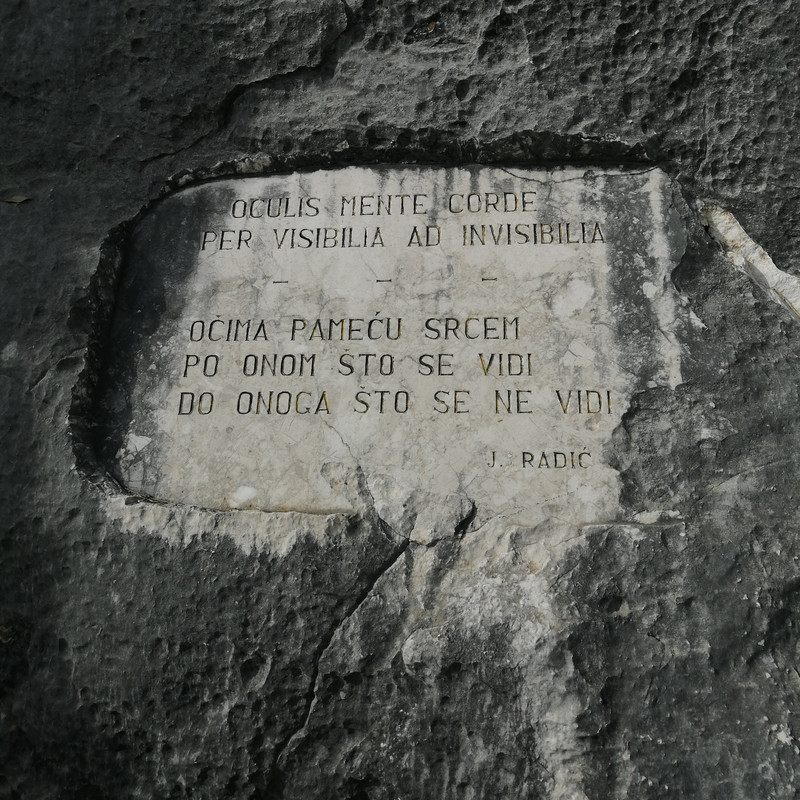 OCULIS MENTE CORDE
PER VISIBILIA AD INVISIBILIA
– – –
OČIMA PAMEĆU SRCEM
PO ONOM ŠTO SE VIDI
DO ONOGA ŠTO SE NE VIDI
J. RADIĆ